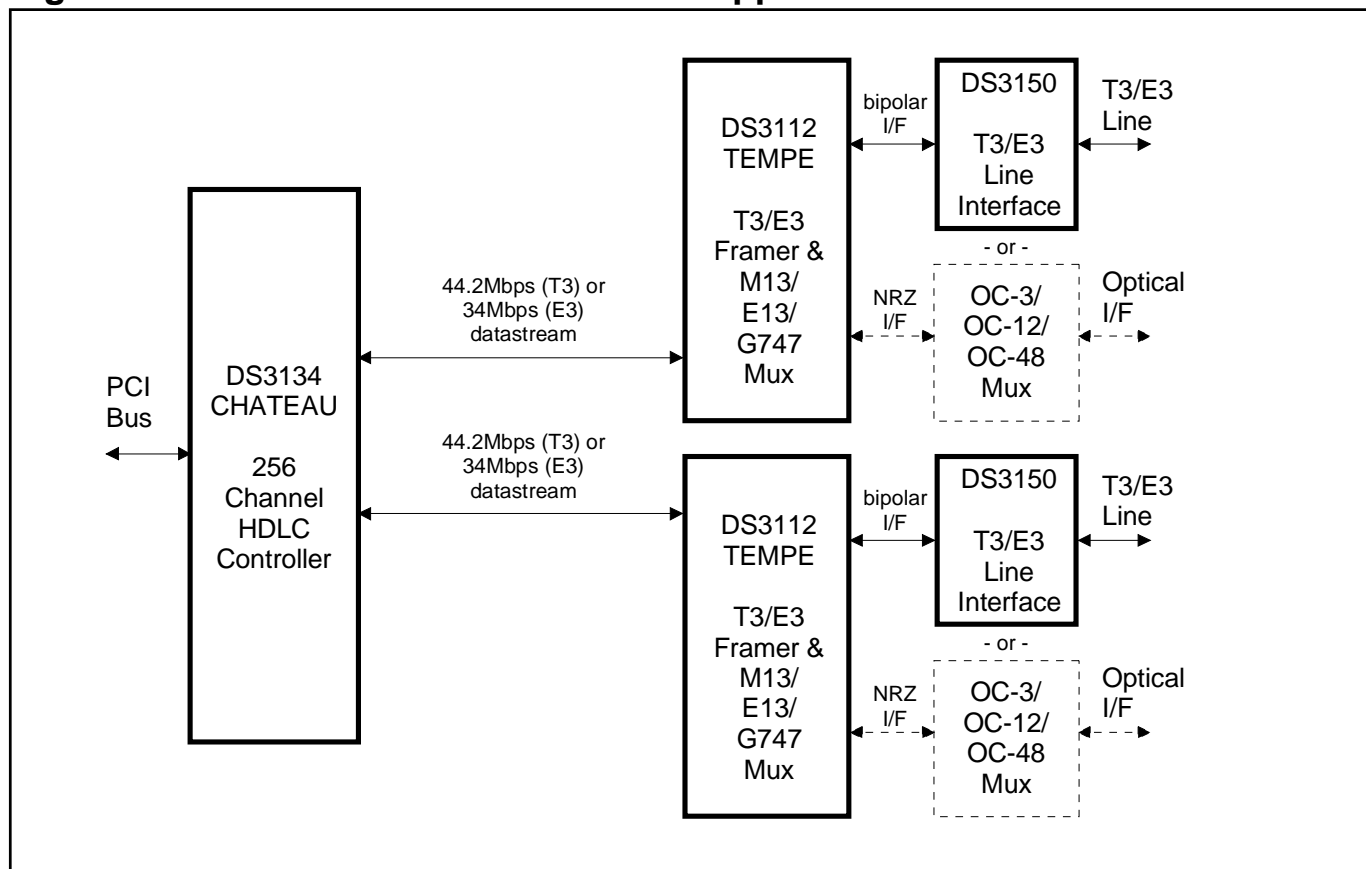 PCI
Bus
DS3134
CHATEAU
256
Channel
HDLC
Controller
44.2Mbps (T3) or
34Mbps (E3)
datastream
44.2Mbps (T3) or
34Mbps (E3)
datastream
DS3112
TEMPE
T3/E3
Framer &
M13/
E13/
G747
Mux
bipolar
I/F
DS3150
T3/E3
Line
Interface
T3/E3
Line
- or -
NRZ
I/F
OC-3/
OC-12/
OC-48
Mux
Optical
I/F
DS3112
TEMPE
T3/E3
Framer &
M13/
E13/
G747
Mux
bipolar
I/F
DS3150
T3/E3
Line
Interface
T3/E3
Line
- or -
NRZ
I/F
OC-3/
OC-12/
OC-48
Mux
Optical
I/F